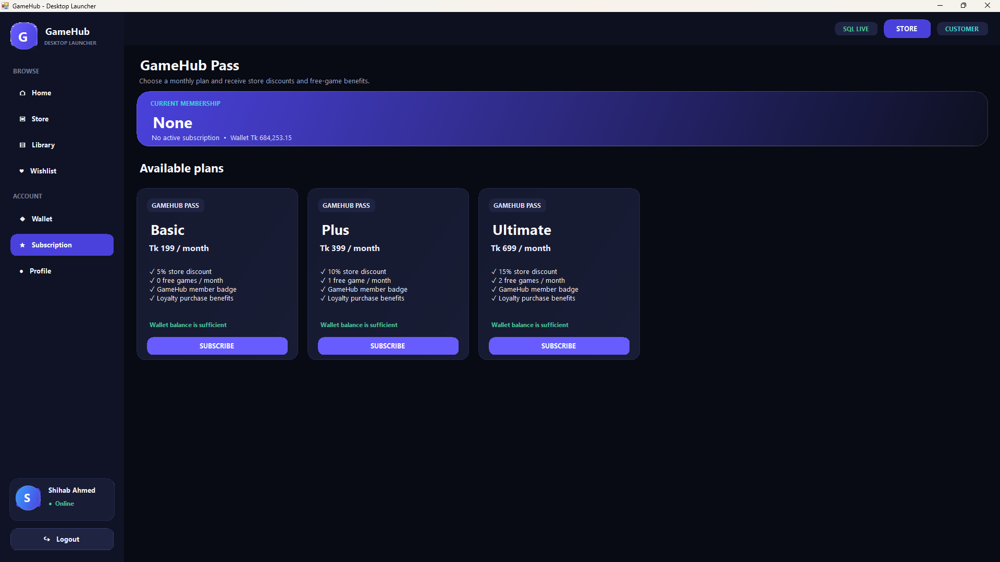 GameHub - Desktop Launcher
G
GameHub
DESKTOP LAUNCHER
SQL LIVE
STORE
CUSTOMER
BROWSE
Home
Store
Library
Wishlist
ACCOUNT
Wallet
Subscription
Profile
GameHub Pass
Choose a monthly plan and receive store discounts and free-game benefits.
CURRENT MEMBERSHIP
None
No active subscription • Wallet Tk 684,253.15
Available plans
GAMEHUB PASS
Basic
Tk 199 / month
✓ 5% store discount
✓ 0 free games / month
✓ GameHub member badge
✓ Loyalty purchase benefits
Wallet balance is sufficient
SUBSCRIBE
GAMEHUB PASS
Plus
Tk 399 / month
✓ 10% store discount
✓ 1 free game / month
✓ GameHub member badge
✓ Loyalty purchase benefits
Wallet balance is sufficient
SUBSCRIBE
GAMEHUB PASS
Ultimate
Tk 699 / month
✓ 15% store discount
✓ 2 free games / month
✓ GameHub member badge
✓ Loyalty purchase benefits
Wallet balance is sufficient
SUBSCRIBE
S
Shihab Ahmed
• Online
Logout